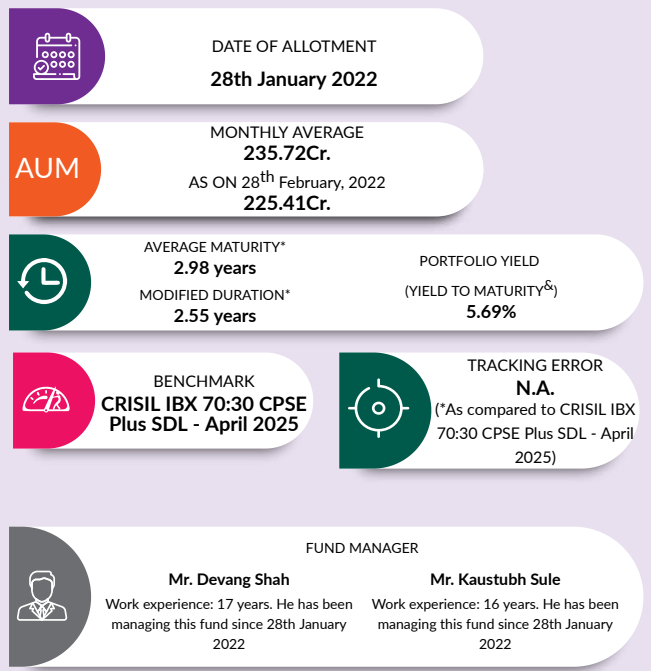 DATE OF ALLOTMENT
28th January 2022
AUM
MONTHLY AVERAGE
235.72Cr.
AS ON 28th February, 2022
225.41Cr.
AVERAGE MATURITY*
2.98 years
MODIFIED DURATION*
2.55 years
PORTFOLIO YIELD
(YIELD TO MATURITY&)
5.69%
BENCHMARK
CRISIL IBX 70:30 CPSE
Plus SDL - April 2025
TRACKING ERROR
N.A.
(*As compared to CRISIL IBX
70:30 CPSE Plus SDL - April
2025)
FUND MANAGER
Mr. Devang Shah
Work experience: 17 years. He has been
managing this fund since 28th January
2022
Mr. Kaustubh Sule
Work experience: 16 years. He has been
managing this fund since 28th January
2022